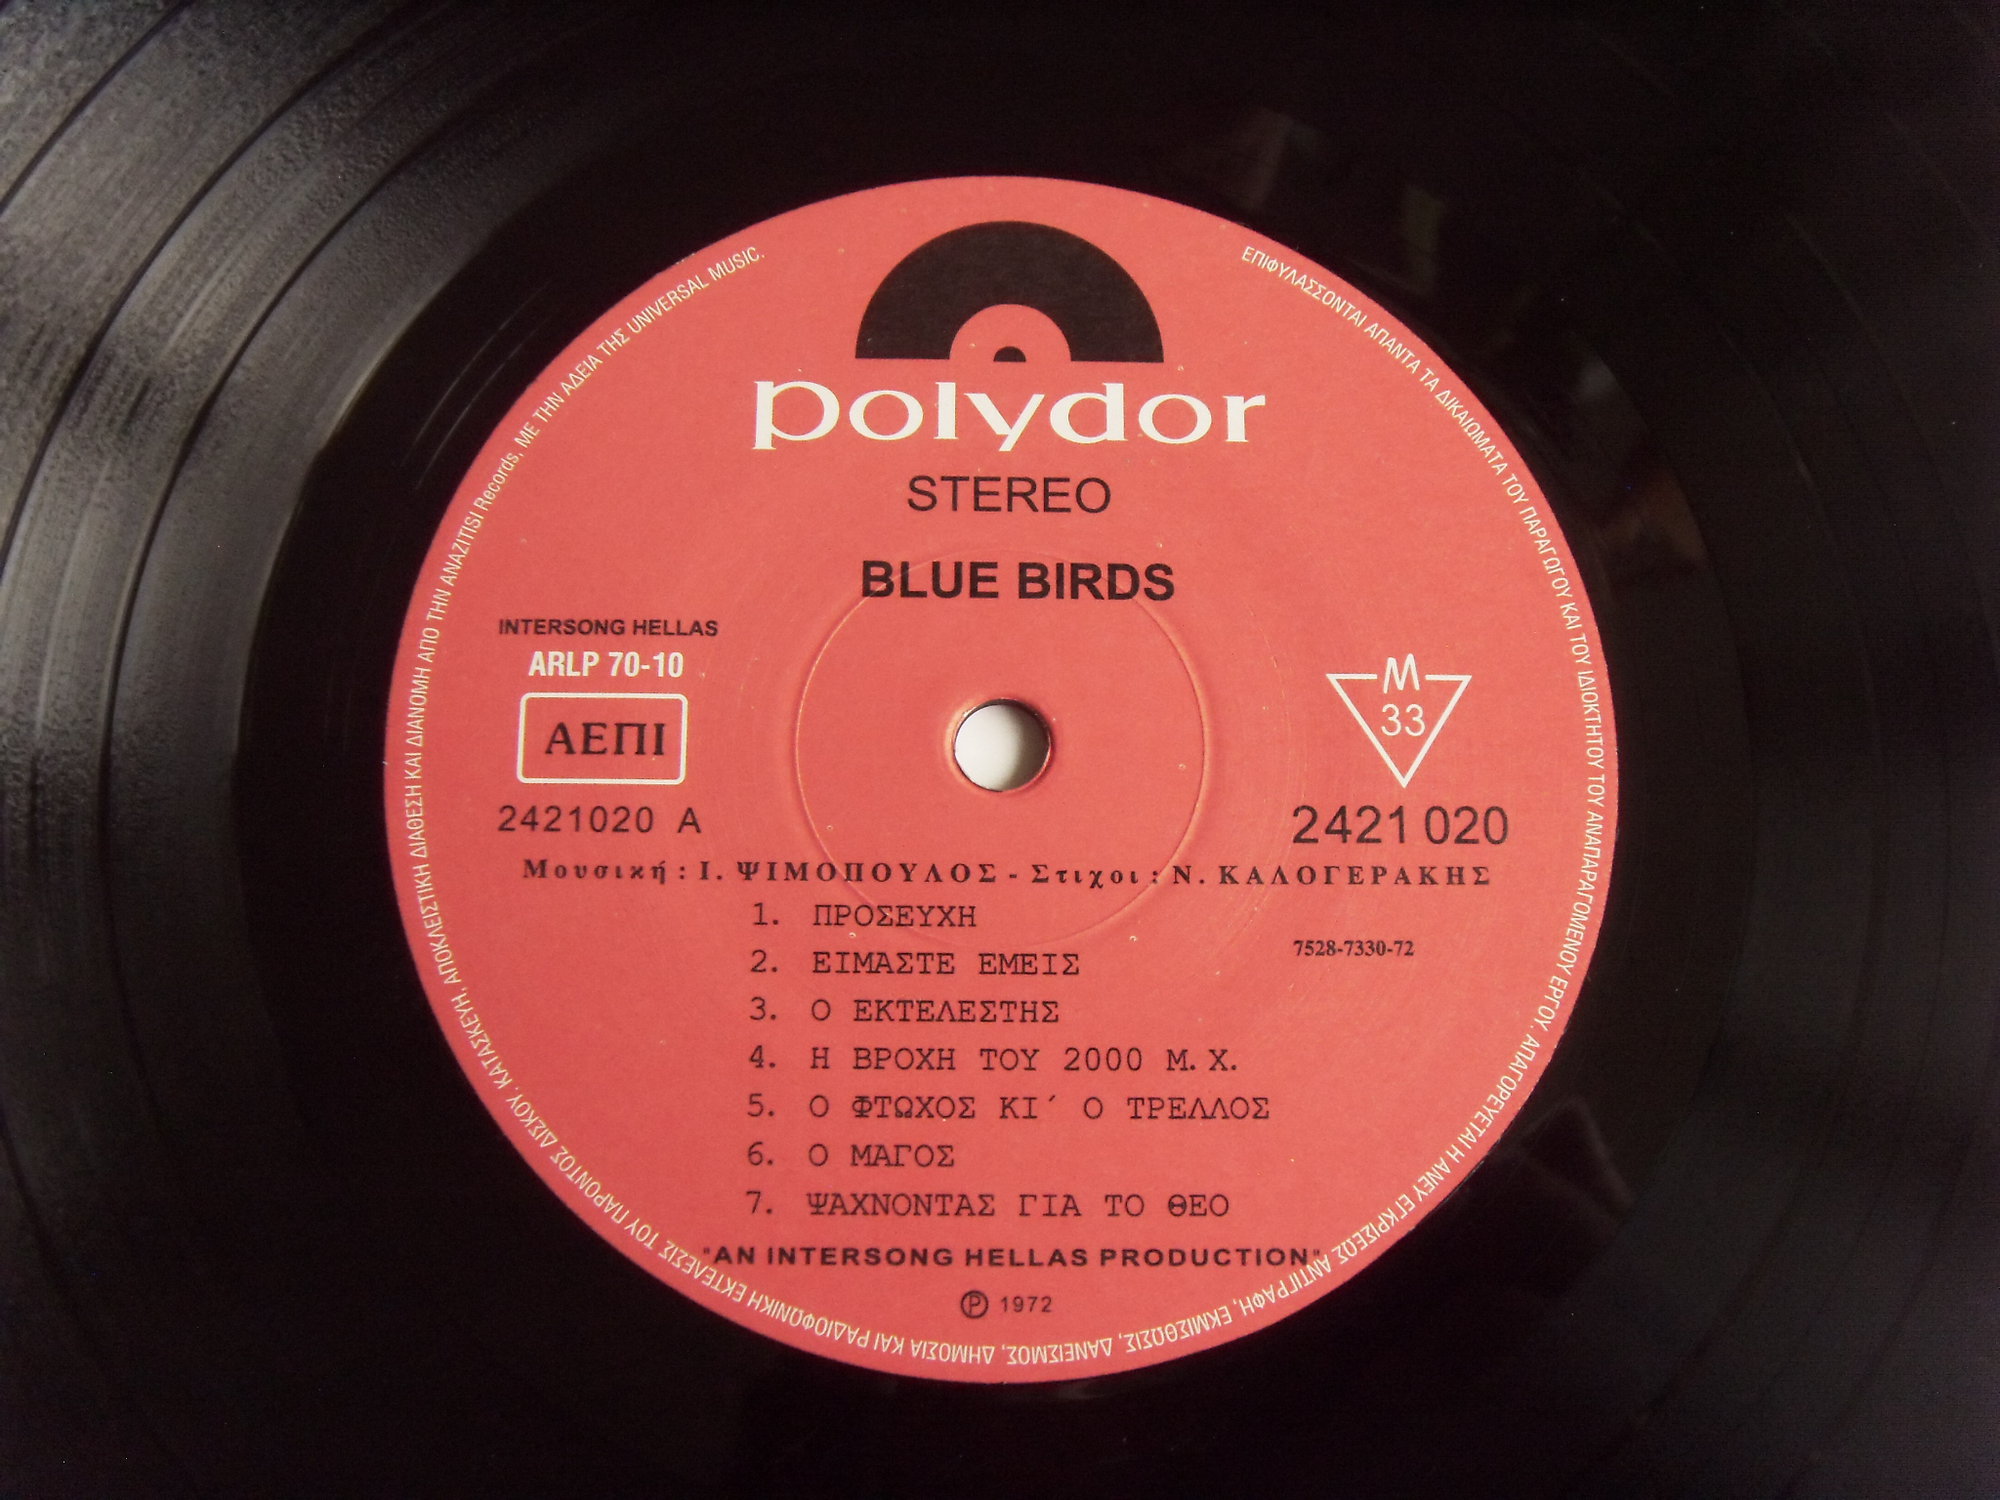 polydor
STEREO
BLUE BIRDS
INTERSONG HELLAS
ARLP 70-10
ΑΕΠΙ
M
33
2421020 A
2421 020
Μουσική : Ι. ΨΙΜΟΠΟΥΛΟΣ - Στιχοι : Ν. ΚΑΛΟΓΕΡΑΚΗΣ
1. ΠΡΟΣΕΥΧΗ
2. ΕΙΜΑΣΤΕ ΕΜΕΙΣ
7528-7330-72
3. Ο ΕΚΤΕΛΕΣΤΗΣ
4. Η ΒΡΟΧΗ ΤΟΥ 2000 Μ.Χ.
5. Ο ΦΤΩΧΟΣ ΚΙ΄ Ο ΤΡΕΛΛΟΣ
6. Ο ΜΑΓΟΣ
7. ΨΑΧΝΟΝΤΑΣ ΓΙΑ ΤΟ ΘΕΟ
"AN INTERSONG HELLAS PRODUCTION"
℗ 1972
ΕΠΙΦΥΛΑΣΣΟΝΤΑΙ ΑΠΑΝΤΑ ΤΑ ΔΙΚΑΙΩΜΑΤΑ ΤΟΥ ΠΑΡΑΓΩΓΟΥ ΚΑΙ ΤΟΥ ΙΔΙΟΚΤΗΤΟΥ ΤΟΥ ΑΝΑΠΑΡΑΓΟΜΕΝΟΥ ΕΡΓΟΥ. ΑΠΑΓΟΡΕΥΕΤΑΙ Η ΑΝΕΥ ΕΓΚΡΙΣΕΩΣ ΑΝΤΙΓΡΑΦΗ, ΕΚΜΙΣΘΩΣΙΣ, ΔΑΝΕΙΣΜΟΣ, ΔΗΜΟΣΙΑ ΚΑΙ ΡΑΔΙΟΦΩΝΙΚΗ ΕΚΤΕΛΕΣΙΣ ΤΟΥ ΠΑΡΟΝΤΟΣ ΔΙΣΚΟΥ. ΚΑΤΑΣΚΕΥΗ, ΑΠΟΚΛΕΙΣΤΙΚΗ ΔΙΑΘΕΣΗ ΚΑΙ ΔΙΑΝΟΜΗ ΑΠΟ ΤΗΝ ANAZITISI Records, ΜΕ ΤΗΝ ΑΔΕΙΑ ΤΗΣ UNIVERSAL MUSIC.